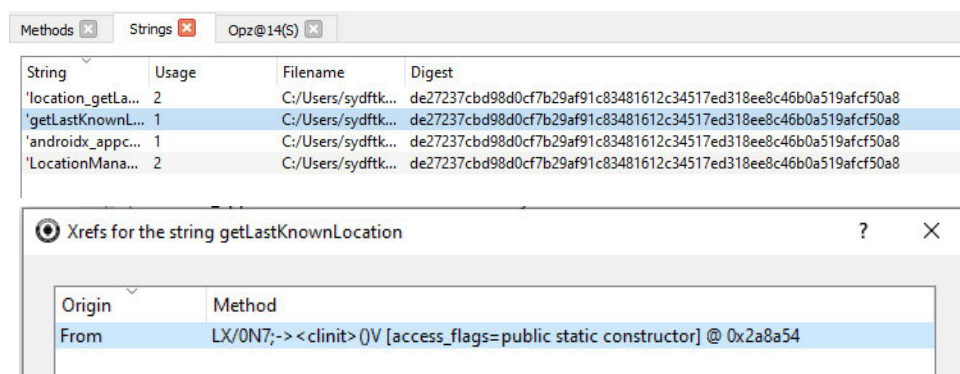 Methods Strings Opz@14(S)
String Usage Filename Digest
'location_getLa... 2 C:/Users/sydftk... de27237cbd98d0cf7b29af91c83481612c34517ed318ee8c46b0a519afcf50a8
'getLastKnownL... 1 C:/Users/sydftk... de27237cbd98d0cf7b29af91c83481612c34517ed318ee8c46b0a519afcf50a8
'androidx_appc... 1 C:/Users/sydftk... de27237cbd98d0cf7b29af91c83481612c34517ed318ee8c46b0a519afcf50a8
'LocationMana... 2 C:/Users/sydftk... de27237cbd98d0cf7b29af91c83481612c34517ed318ee8c46b0a519afcf50a8
Xrefs for the string getLastKnownLocation ?
Origin Method
From LX/0N7;-><clinit>()V [access_flags=public static constructor] @ 0x2a8a54